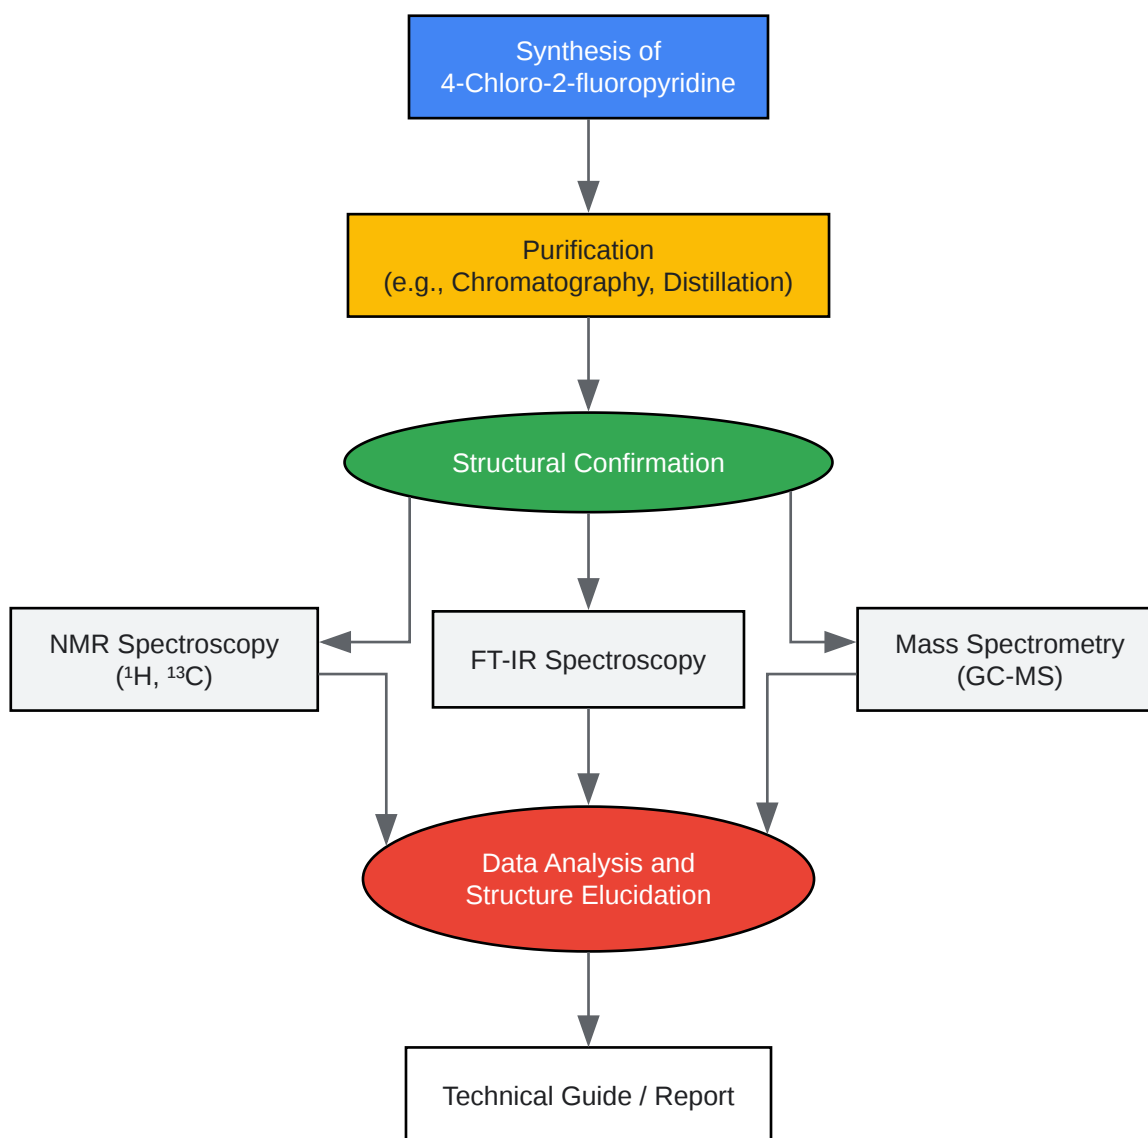 Synthesis of
4-Chloro-2-fluoropyridine
Purification
(e.g., Chromatography, Distillation)
Structural Confirmation
NMR Spectroscopy
(¹H, ¹³C)
FT-IR Spectroscopy
Mass Spectrometry
(GC-MS)
Data Analysis and
Structure Elucidation
Technical Guide / Report